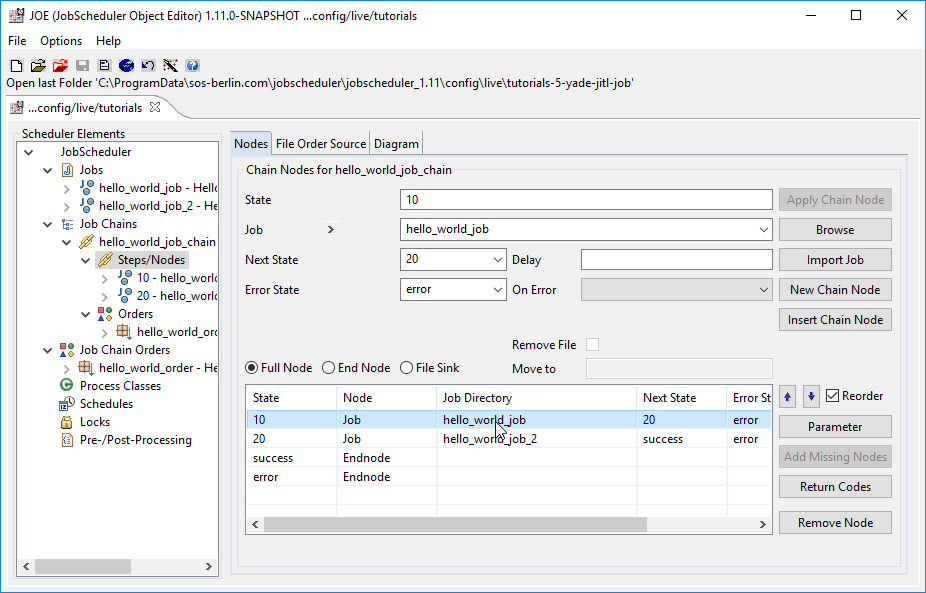 JOE (JobScheduler Object Editor) 1.11.0-SNAPSHOT ...config/live/tutorials
File Options Help
Open last Folder 'C:\ProgramData\sos-berlin.com\jobscheduler\jobscheduler_1.11\config\live\tutorials-5-yade-jitl-job'
...config/live/tutorials
Scheduler Elements
JobScheduler
Jobs
hello_world_job - Hello
hello_world_job_2 - He
Job Chains
hello_world_job_chain
Steps/Nodes
10 - hello_world
20 - hello_world
Orders
hello_world_ord
Job Chain Orders
hello_world_order - He
Process Classes
Schedules
Locks
Pre-/Post-Processing
Nodes File Order Source Diagram
Chain Nodes for hello_world_job_chain
State 10 Apply Chain Node
Job > hello_world_job Browse
Next State 20 Delay Import Job
Error State error On Error New Chain Node
Insert Chain Node
Remove File
Full Node End Node File Sink Move to
State Node Job Directory Next State Error St
Reorder
10 Job hello_world_job 20 error
Parameter
20 Job hello_world_job_2 success error
success Endnode
Add Missing Nodes
error Endnode
Return Codes
Remove Node